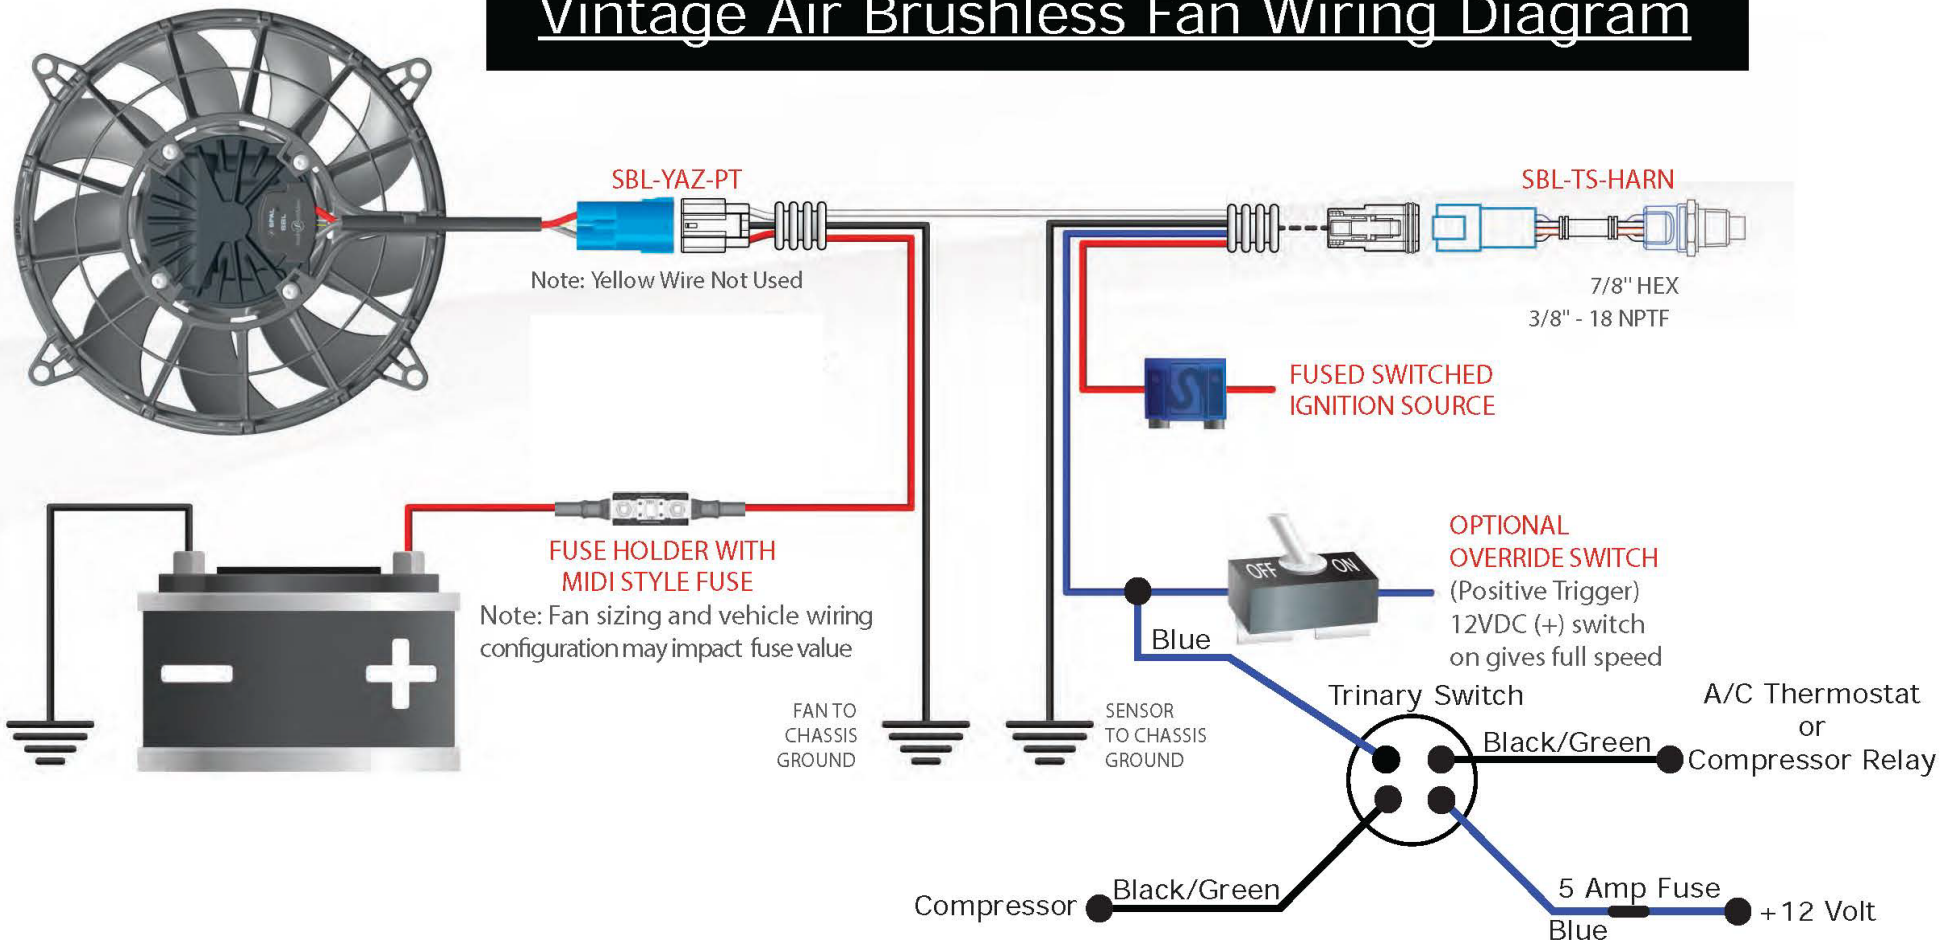 Vintage Air Brushless Fan Wiring Diagram
SBL-YAZ-PT
SBL-TS-HARN
Note: Yellow Wire Not Used
7/8" HEX
3/8" - 18 NPTF
FUSED SWITCHED
IGNITION SOURCE
FUSE HOLDER WITH
MIDI STYLE FUSE
Note: Fan sizing and vehicle wiring
configuration may impact fuse value
OFF
ON
OPTIONAL
OVERRIDE SWITCH
(Positive Trigger)
12VDC (+) switch
on gives full speed
Blue
FAN TO
CHASSIS
GROUND
SENSOR
TO CHASSIS
GROUND
Trinary Switch
A/C Thermostat
or
Compressor Relay
Black/Green
Compressor
Black/Green
5 Amp Fuse
+12 Volt
Blue